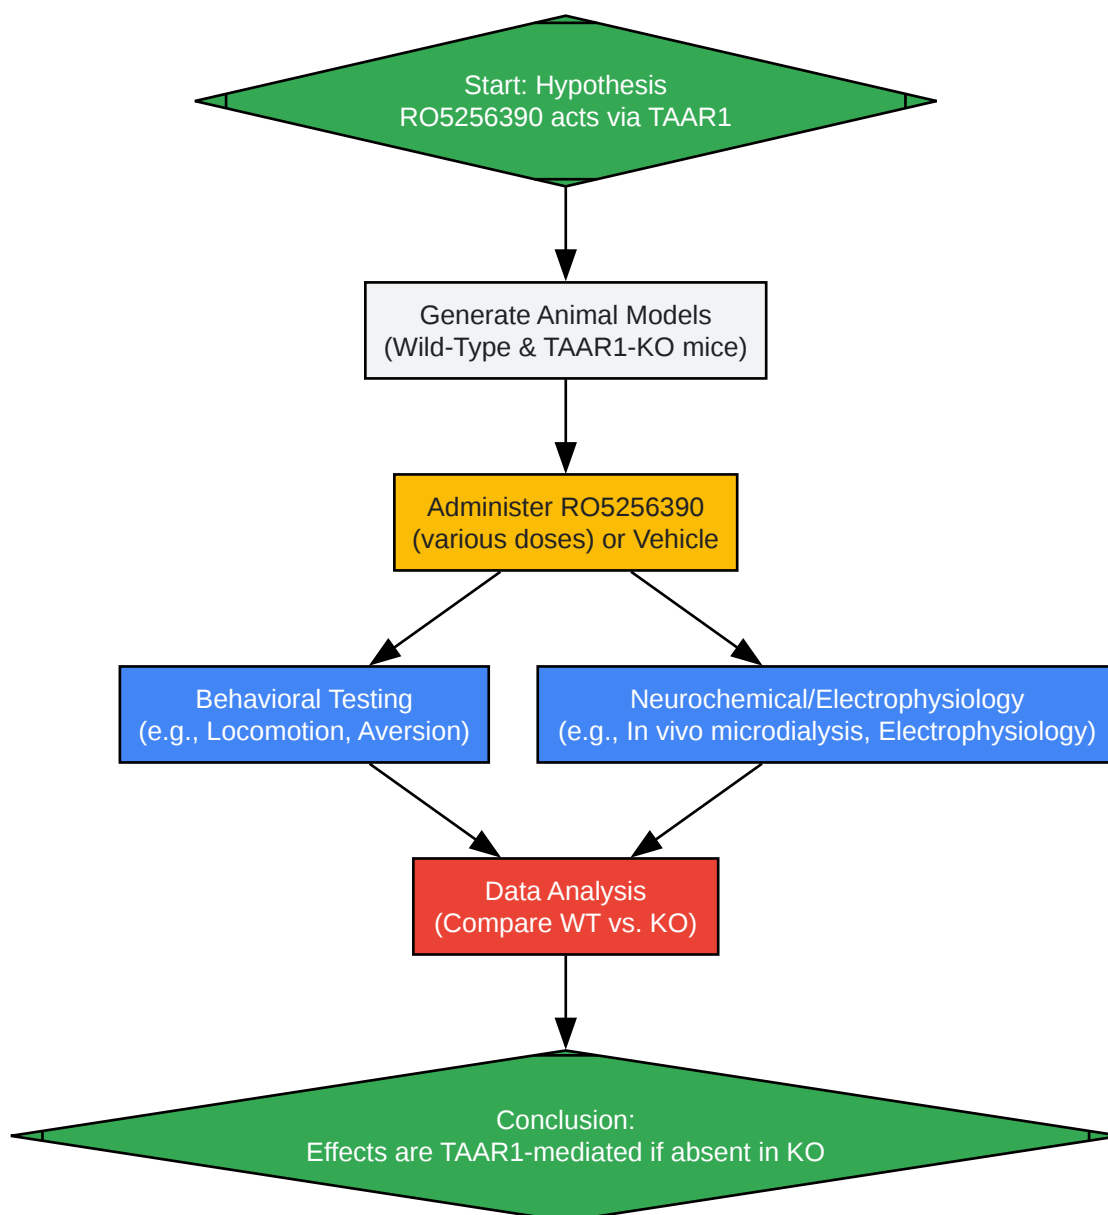 Start: Hypothesis
RO5256390 acts via TAAR1
Generate Animal Models
(Wild-Type & TAAR1-KO mice)
Administer RO5256390
(various doses) or Vehicle
Behavioral Testing
(e.g., Locomotion, Aversion)
Neurochemical/Electrophysiology
(e.g., In vivo microdialysis, Electrophysiology)
Data Analysis
(Compare WT vs. KO)
Conclusion:
Effects are TAAR1-mediated if absent in KO